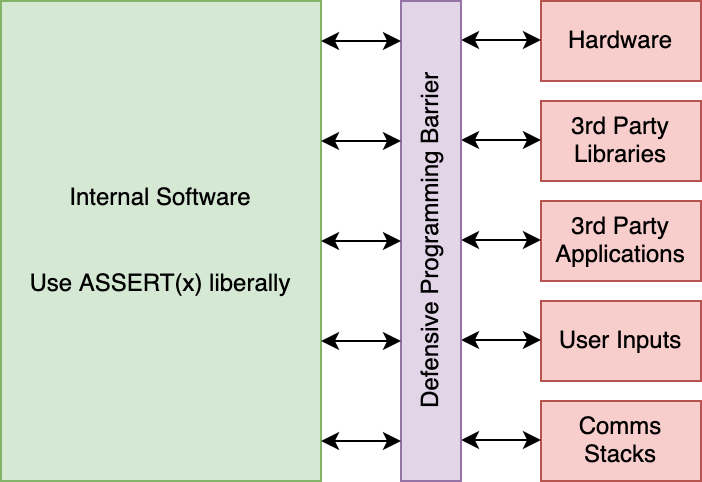 Internal Software
Use ASSERT(x) liberally
Defensive Programming Barrier
Hardware
3rd Party
Libraries
3rd Party
Applications
User Inputs
Comms
Stacks